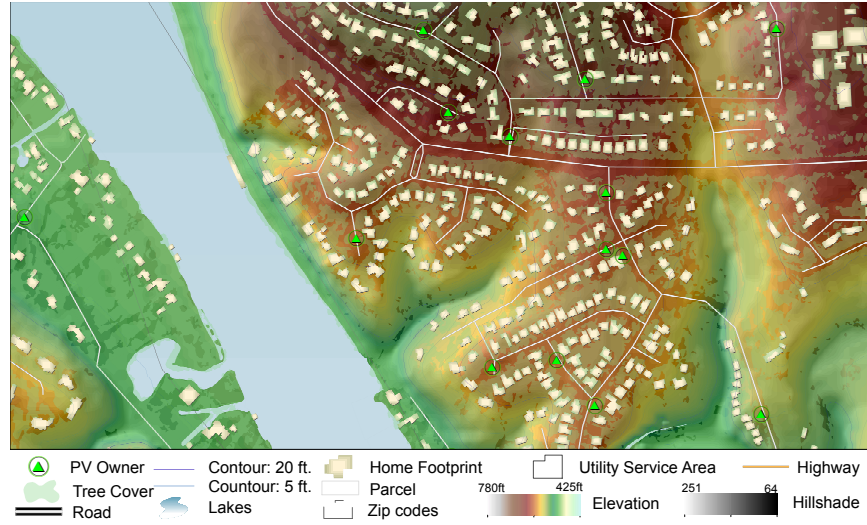 PV Owner
Contour: 20 ft.
Home Footprint
Utility Service Area
Highway
Tree Cover
Countour: 5 ft.
Parcel
780ft
425ft
Elevation
251
64
Hillshade
Road
Lakes
Zip codes